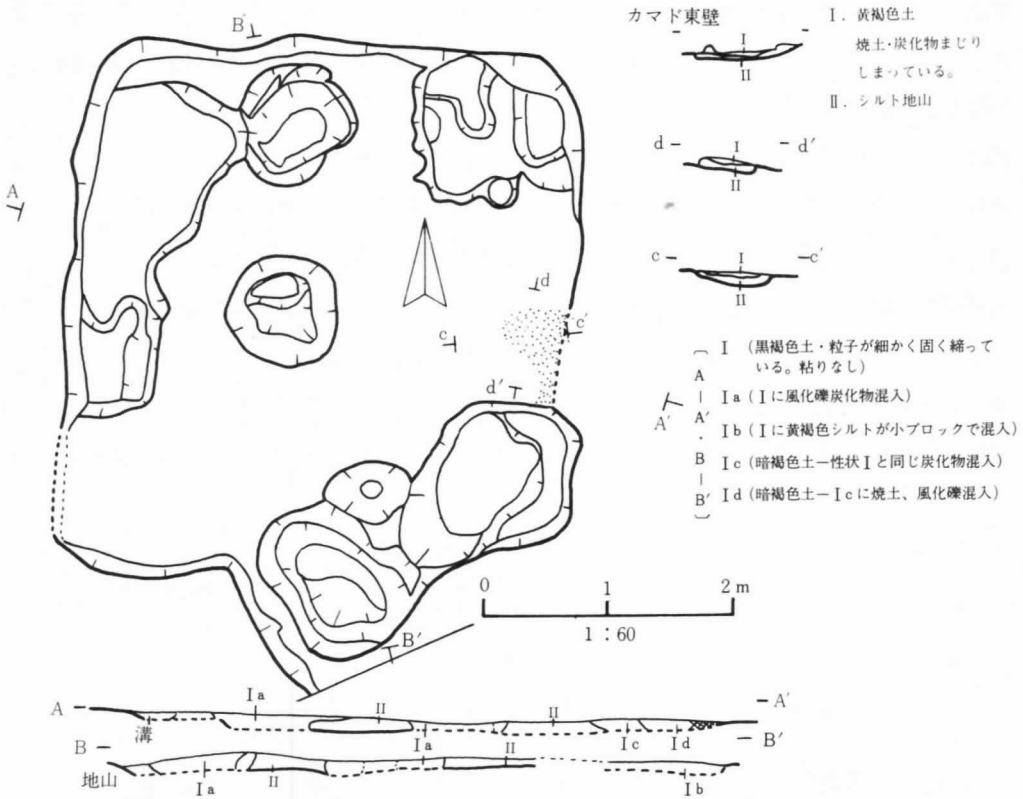 カマド東壁
Ⅰ. 黄褐色土
焼土・炭化物まじり
しまっている。
Ⅱ. シルト地山
Ⅰ
Ⅱ
d
d′
Ⅰ
Ⅱ
c
c′
Ⅰ
Ⅱ
B
A
d
c
c′
d′
A′
B′
〔A-A′・B-B′〕
Ⅰ (黒褐色土・粒子が細かく固く締って
いる。粘りなし)
Ⅰa (Ⅰに風化礫炭化物混入)
Ⅰb (Ⅰに黄褐色シルトが小ブロックで混入)
Ⅰc (暗褐色土-性状Ⅰと同じ炭化物混入)
Ⅰd (暗褐色土-Ⅰcに焼土、風化礫混入)
0 1 2m
1:60
A
Ⅰa
Ⅱ
Ⅱ
A′
溝
Ⅰa
Ⅰc
Ⅰd
B
Ⅱ
B′
地山
Ⅰa
Ⅱ
Ⅰb